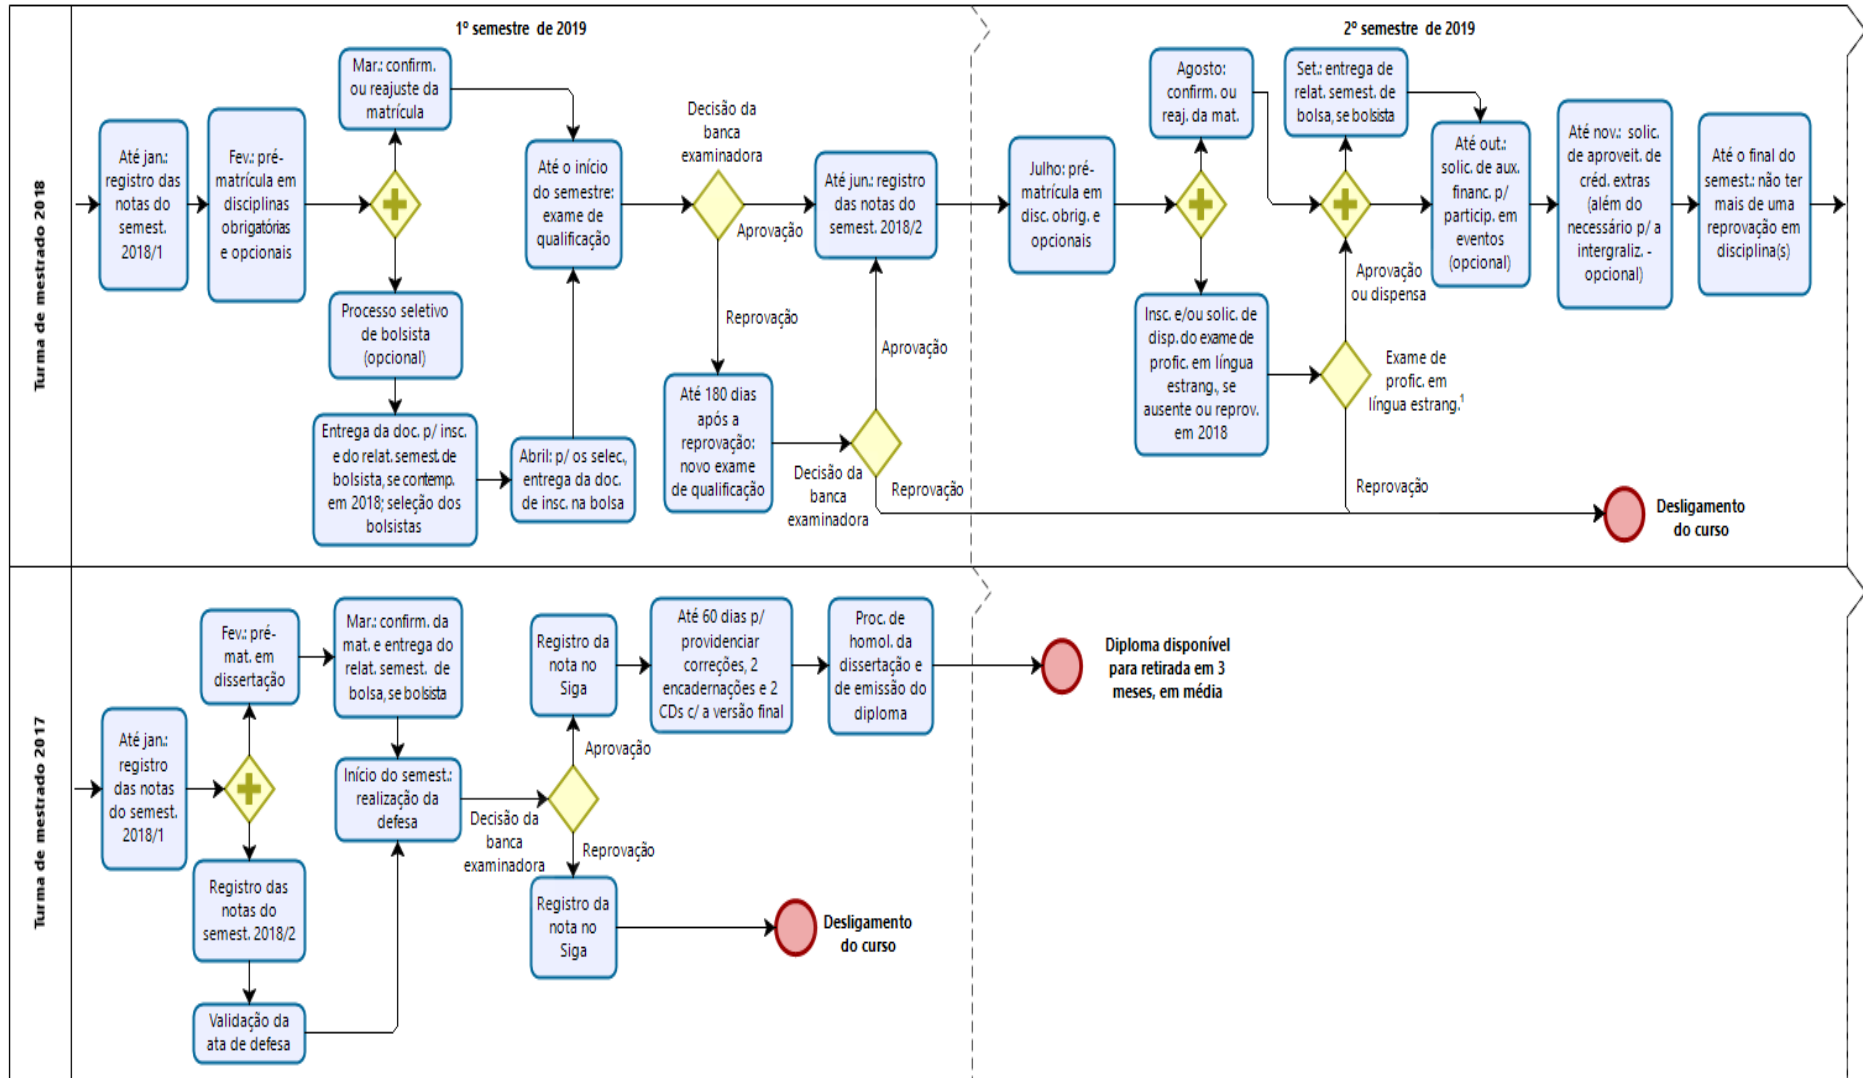 1º semestre de 2019
2º semestre de 2019
Turma de mestrado 2018
Até jan.:
registro das
notas do
semest.
2018/1
Fev.: pré-
matrícula em
disciplinas
obrigatórias
e opcionais
Mar.: confirm.
ou reajuste da
matrícula
Processo seletivo
de bolsista
(opcional)
Entrega da doc. p/ insc.
e do relat. semest. de
bolsista, se contemp.
em 2018; seleção dos
bolsistas
Abril: p/ os selec.,
entrega da doc.
de insc. na bolsa
Até o início
do semestre:
exame de
qualificação
Decisão da
banca
examinadora
Aprovação
Reprovação
Até 180 dias
após a
reprovação:
novo exame
de qualificação
Decisão da
banca
examinadora
Aprovação
Reprovação
Até jun.: registro
das notas do
semest. 2018/2
Julho: pré-
matrícula em
disc. obrig. e
opcionais
Agosto:
confirm. ou
reaj. da mat.
Insc. e/ou solic. de
disp. do exame de
profic. em língua
estrang., se
ausente ou reprov.
em 2018
Exame de
profic. em
língua estrang.¹
Aprovação
ou dispensa
Reprovação
Set.: entrega de
relat. semest. de
bolsa, se bolsista
Até out.:
solic. de aux.
financ. p/
particip. em
eventos
(opcional)
Até nov.: solic.
de aproveit. de
créd. extras
(além do
necessário p/ a
intergraliz. -
opcional)
Até o final do
semest.: não ter
mais de uma
reprovação em
disciplina(s)
Desligamento
do curso
Turma de mestrado 2017
Até jan.:
registro
das notas
do semest.
2018/1
Fev.: pré-
mat. em
dissertação
Mar.: confirm. da
mat. e entrega do
relat. semest. de
bolsa, se bolsista
Registro das
notas do
semest. 2018/2
Validação da
ata de defesa
Início do semest.:
realização da
defesa
Decisão da
banca
examinadora
Aprovação
Reprovação
Registro da
nota no
Siga
Até 60 dias p/
providenciar
correções, 2
encadernações e 2
CDs c/ a versão final
Proc. de
homol. da
dissertação e
de emissão do
diploma
Diploma disponível
para retirada em 3
meses, em média
Registro da
nota no
Siga
Desligamento
do curso